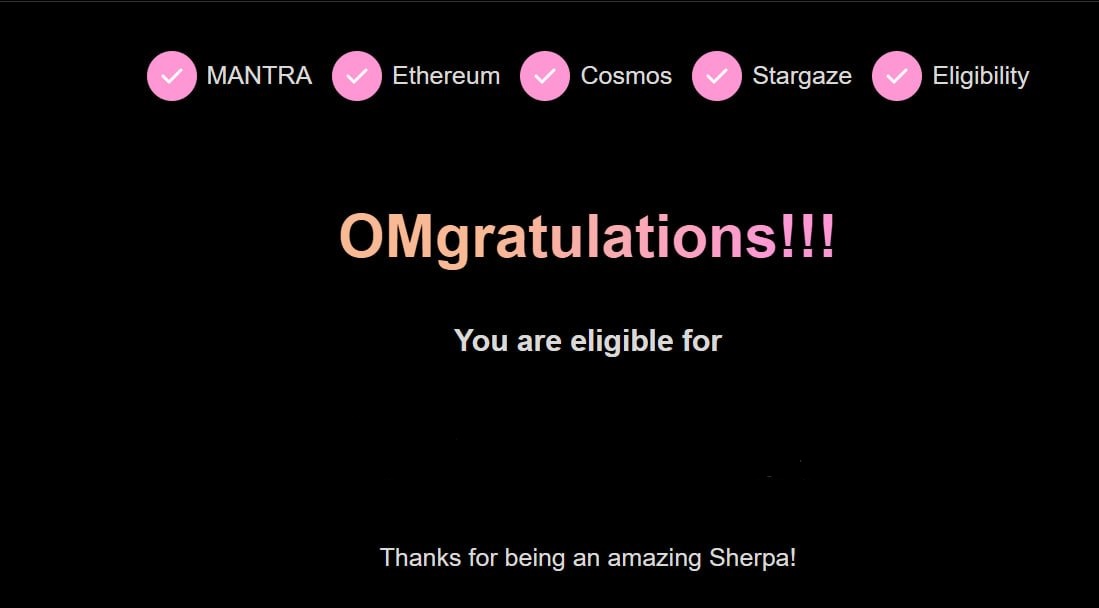 MANTRA Ethereum Cosmos Stargaze Eligibility
OMgratulations!!!
You are eligible for
Thanks for being an amazing Sherpa!